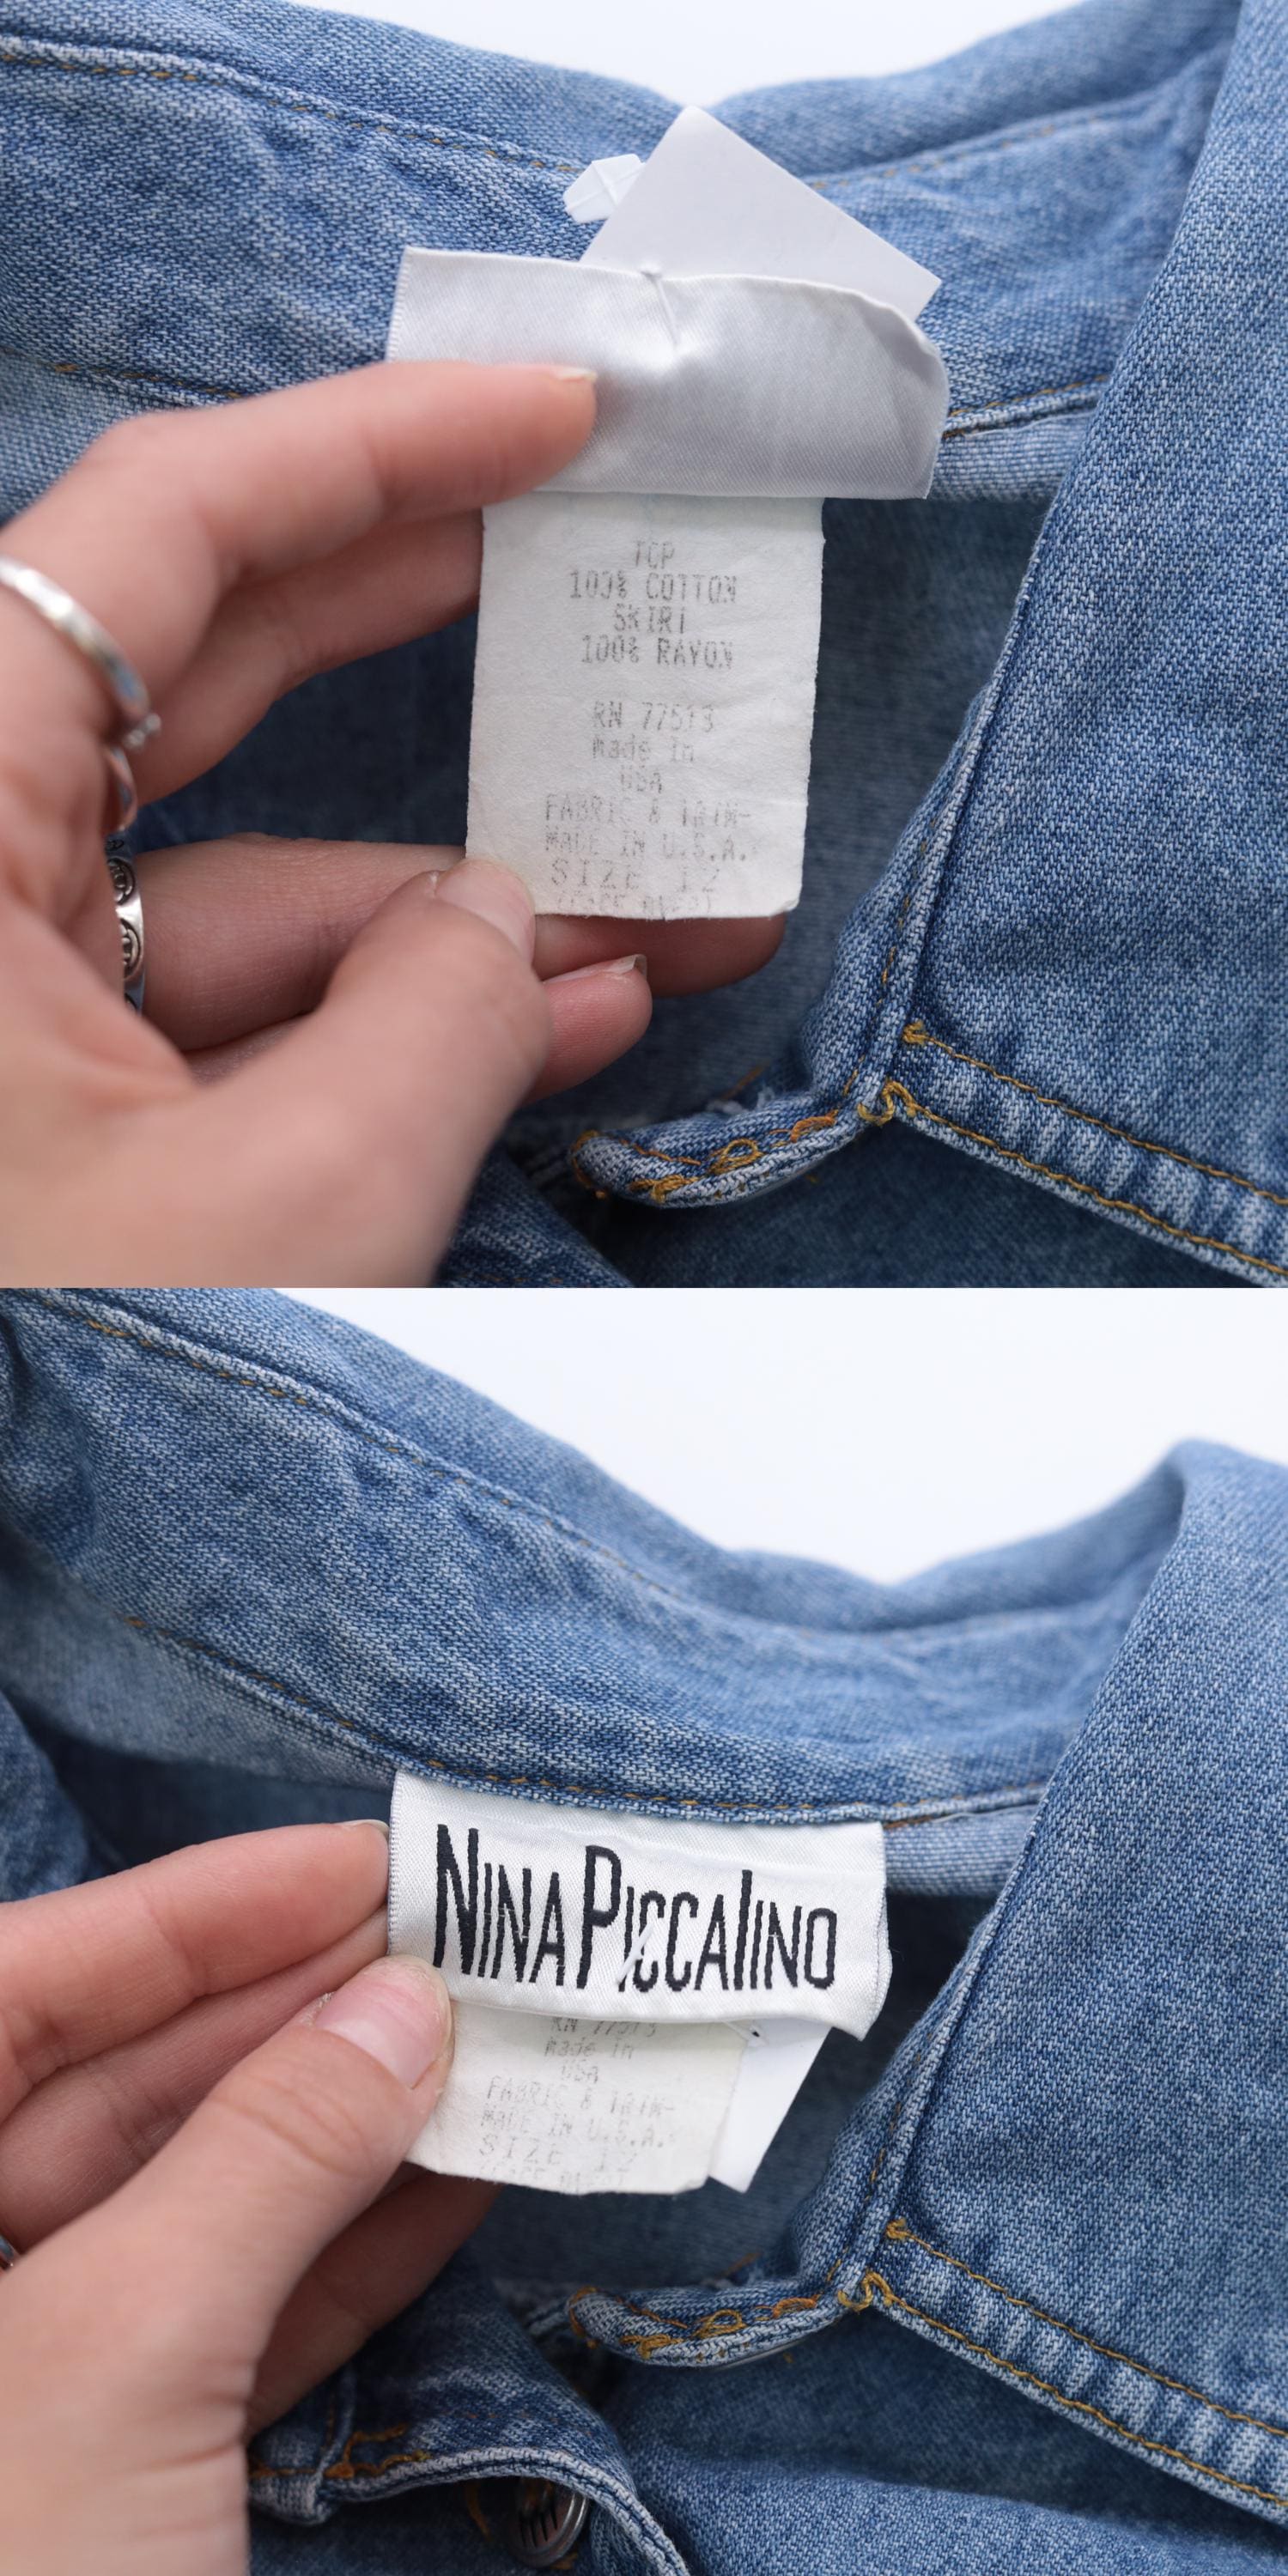 TOP
100% COTTON
SKIRT
100% RAYON
RN 77513
Made In
USA
FABRIC & TRIM-
MADE IN U.S.A.
SIZE 12
NINA PICCALINO
RN 77513
Made In
USA
FABRIC & TRIM-
MADE IN U.S.A.
SIZE 12